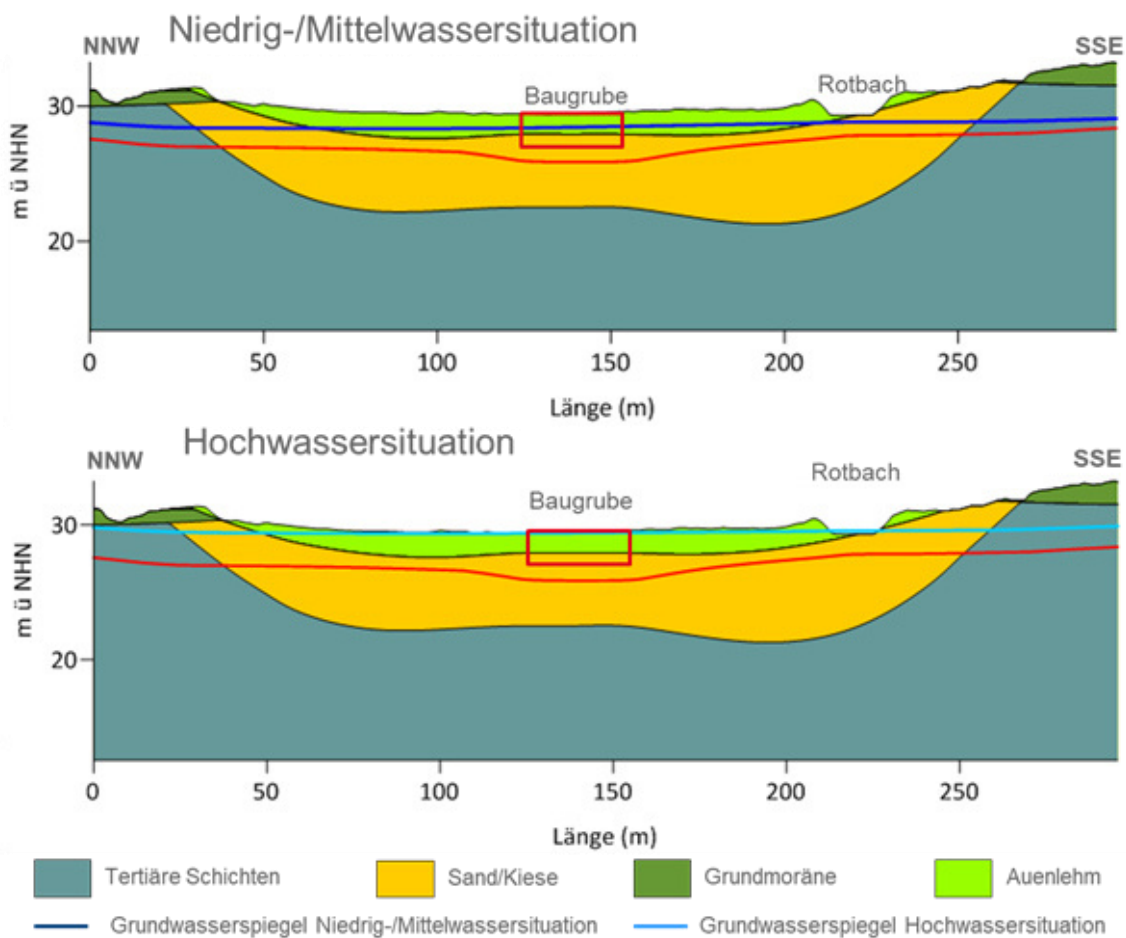 Niedrig-/Mittelwassersituation
NNW
SSE
Baugrube
Rotbach
30
20
m ü NHN
0 50 100 150 200 250
Länge (m)
Hochwassersituation
NNW
SSE
Rotbach
Baugrube
30
20
m ü NHN
0 50 100 150 200 250
Länge (m)
Tertiäre Schichten Sand/Kiese Grundmoräne Auenlehm
Grundwasserspiegel Niedrig-/Mittelwassersituation Grundwasserspiegel Hochwassersituation